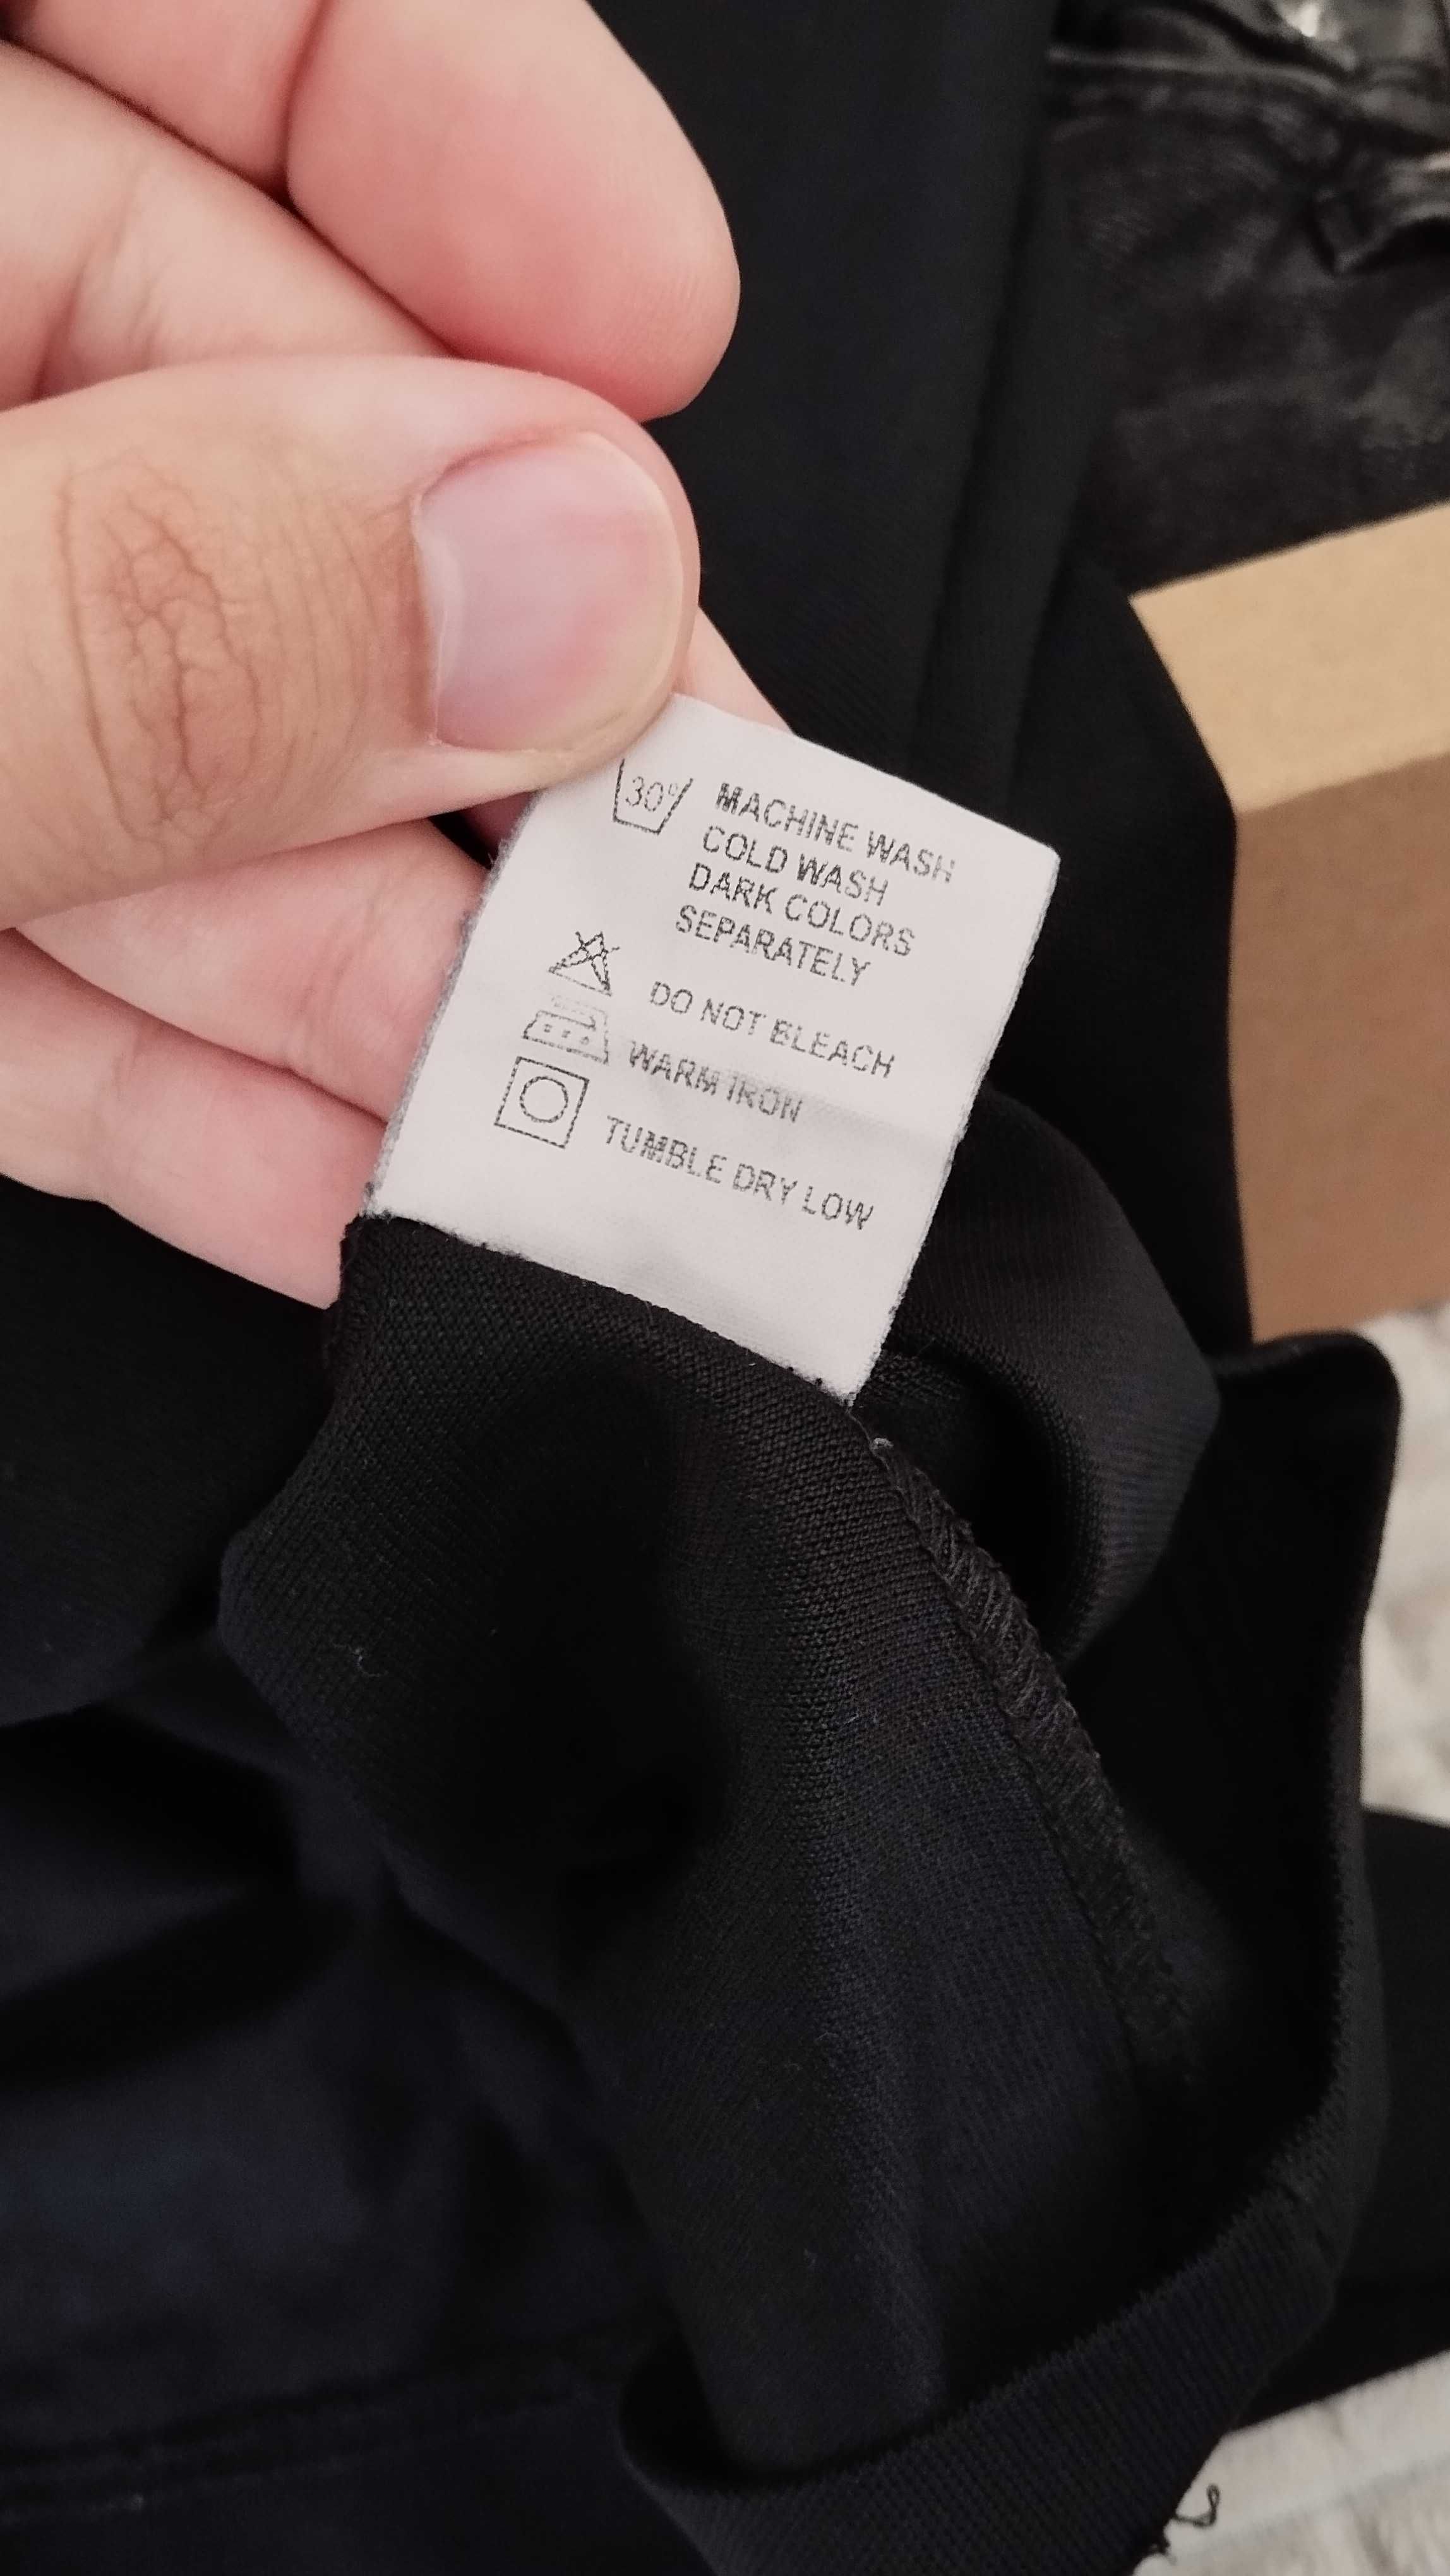 30° MACHINE WASH
COLD WASH
DARK COLORS
SEPARATELY
DO NOT BLEACH
WARM IRON
TUMBLE DRY LOW